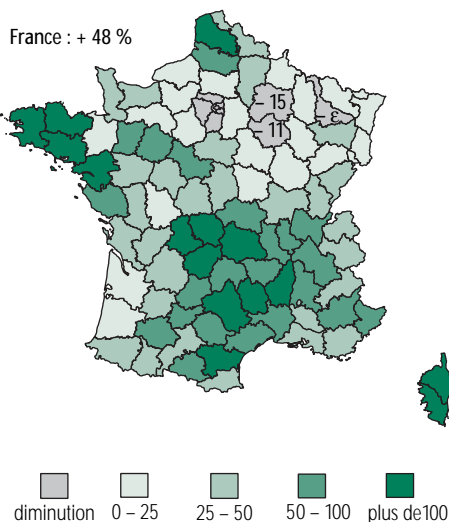 France : + 48 %
– 15
– 11
– ε
diminution
0 – 25
25 – 50
50 – 100
plus de100